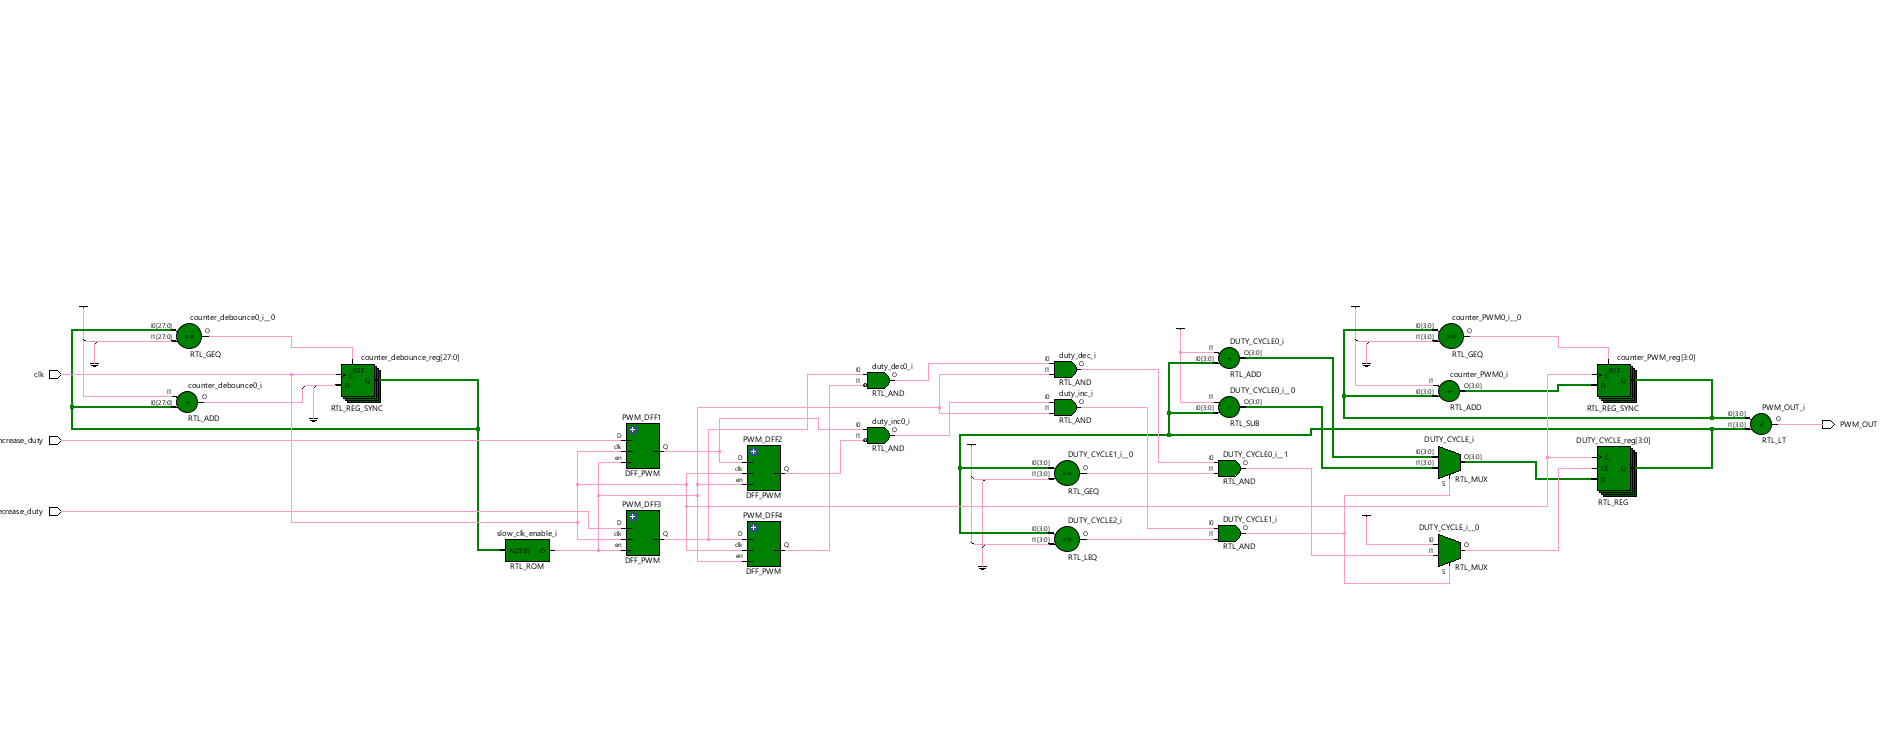 counter_debounce0_i__0
I0[27:0]
I1[27:0]
O
RTL_GEQ
counter_debounce_reg[27:0]
RST
C
D
Q
RTL_REG_SYNC
clk
counter_debounce0_i
I1
I0[27:0]
O
RTL_ADD
ncrease_duty
ecrease_duty
slow_clk_enable_i
A[27:0]
O
RTL_ROM
PWM_DFF1
D
clk
en
Q
DFF_PWM
PWM_DFF2
D
clk
en
Q
DFF_PWM
PWM_DFF3
D
clk
en
Q
DFF_PWM
PWM_DFF4
D
clk
en
Q
DFF_PWM
duty_dec0_i
I0
I1
O
RTL_AND
duty_inc0_i
I0
I1
O
RTL_AND
duty_dec_i
I0
I1
O
RTL_AND
duty_inc_i
I0
I1
O
RTL_AND
DUTY_CYCLE1_i__0
I0[3:0]
I1[3:0]
O
RTL_GEQ
DUTY_CYCLE2_i
I0[3:0]
I1[3:0]
O
RTL_LEQ
DUTY_CYCLE0_i
I1
I0[3:0]
O[3:0]
RTL_ADD
DUTY_CYCLE0_i__0
I1
I0[3:0]
O[3:0]
RTL_SUB
DUTY_CYCLE0_i__1
I0
I1
O
RTL_AND
DUTY_CYCLE1_i
I0
I1
O
RTL_AND
counter_PWM0_i__0
I0[3:0]
I1[3:0]
O
RTL_GEQ
counter_PWM0_i
I1
I0[3:0]
O[3:0]
RTL_ADD
DUTY_CYCLE_i
I0[3:0]
I1[3:0]
O[3:0]
S
RTL_MUX
DUTY_CYCLE_i__0
I0
I1
O
S
RTL_MUX
counter_PWM_reg[3:0]
RST
C
D
Q
RTL_REG_SYNC
DUTY_CYCLE_reg[3:0]
C
CE
D
Q
RTL_REG
PWM_OUT_i
I0[3:0]
I1[3:0]
O
RTL_LT
PWM_OUT